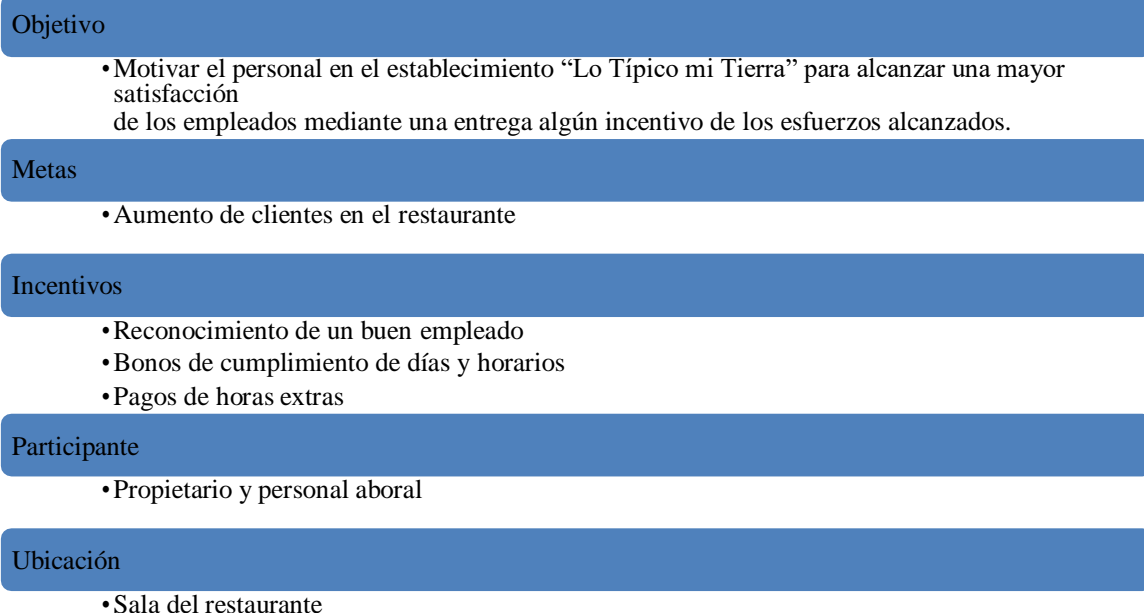 Objetivo
•Motivar el personal en el establecimiento “Lo Típico mi Tierra” para alcanzar una mayor
satisfacción
de los empleados mediante una entrega algún incentivo de los esfuerzos alcanzados.
Metas
•Aumento de clientes en el restaurante
Incentivos
•Reconocimiento de un buen empleado
•Bonos de cumplimiento de días y horarios
•Pagos de horas extras
Participante
•Propietario y personal aboral
Ubicación
•Sala del restaurante